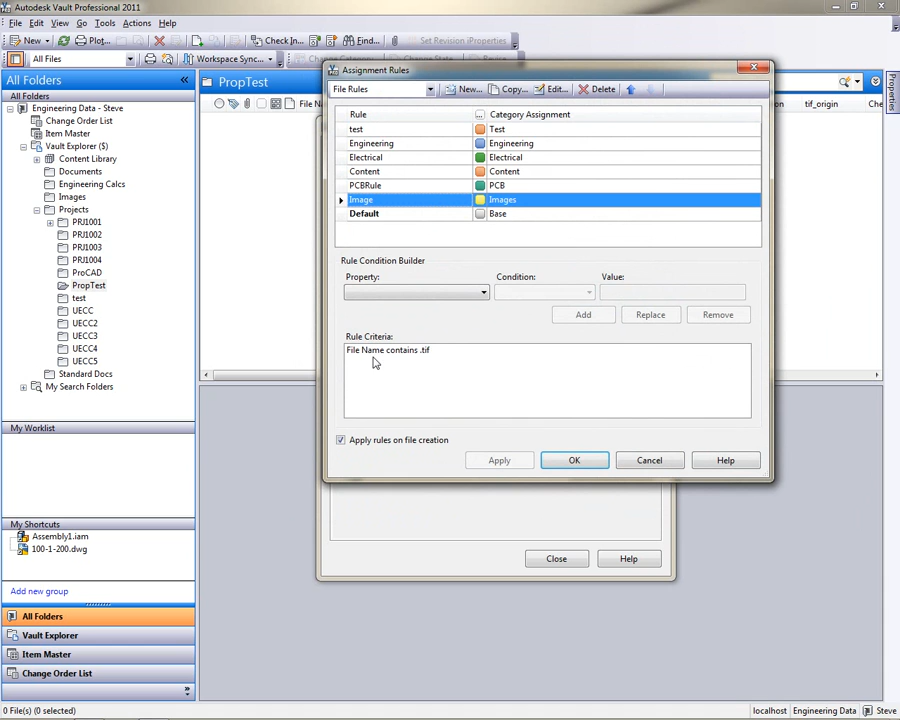 Autodesk Vault Professional 2011
File Edit View Go Tools Actions Help
New Plot... Check In... Find... Set Revision iProperties
All Files Workspace Sync...
All Folders
All Folders
Engineering Data - Steve
Change Order List
Item Master
Vault Explorer ($)
Content Library
Documents
Engineering Calcs
Images
Projects
PRJ1001
PRJ1002
PRJ1003
PRJ1004
ProCAD
PropTest
test
UECC
UECC2
UECC3
UECC4
UECC5
Standard Docs
My Search Folders
My Worklist
My Shortcuts
Assembly1.iam
100-1-200.dwg
Add new group
All Folders
Vault Explorer
Item Master
Change Order List
PropTest
File Na
tif_origin Che
Properties
Assignment Rules
File Rules New... Copy... Edit... Delete
Rule ... Category Assignment
test Test
Engineering Engineering
Electrical Electrical
Content Content
PCBRule PCB
Image Images
Default Base
Rule Condition Builder
Property: Condition: Value:
Add Replace Remove
Rule Criteria:
File Name contains .tif
Apply rules on file creation
Apply OK Cancel Help
Close Help
0 File(s) (0 selected) localhost Engineering Data Steve